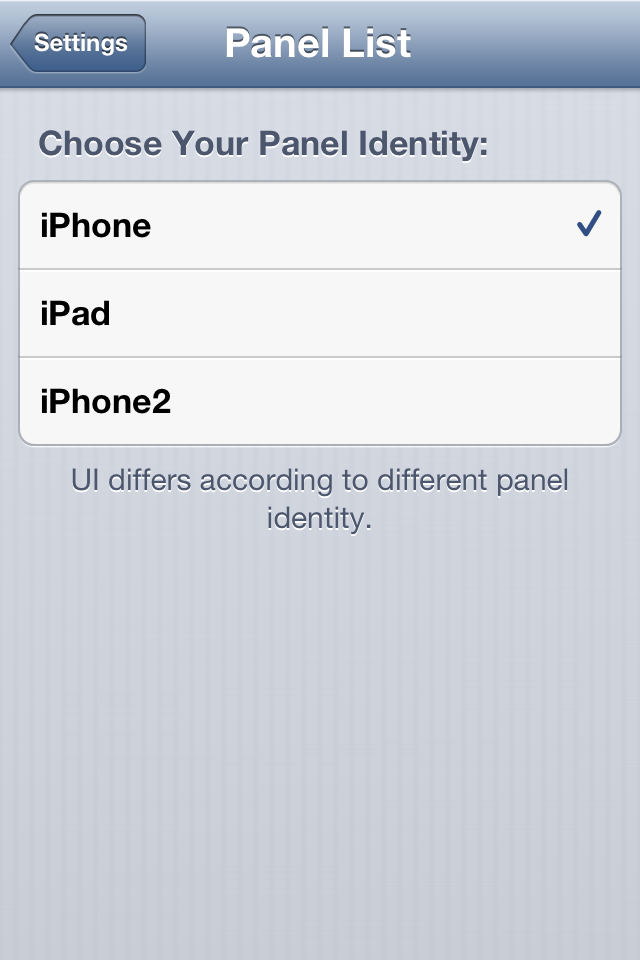 Settings
Panel List
Choose Your Panel Identity:
iPhone
iPad
iPhone2
UI differs according to different panel
identity.